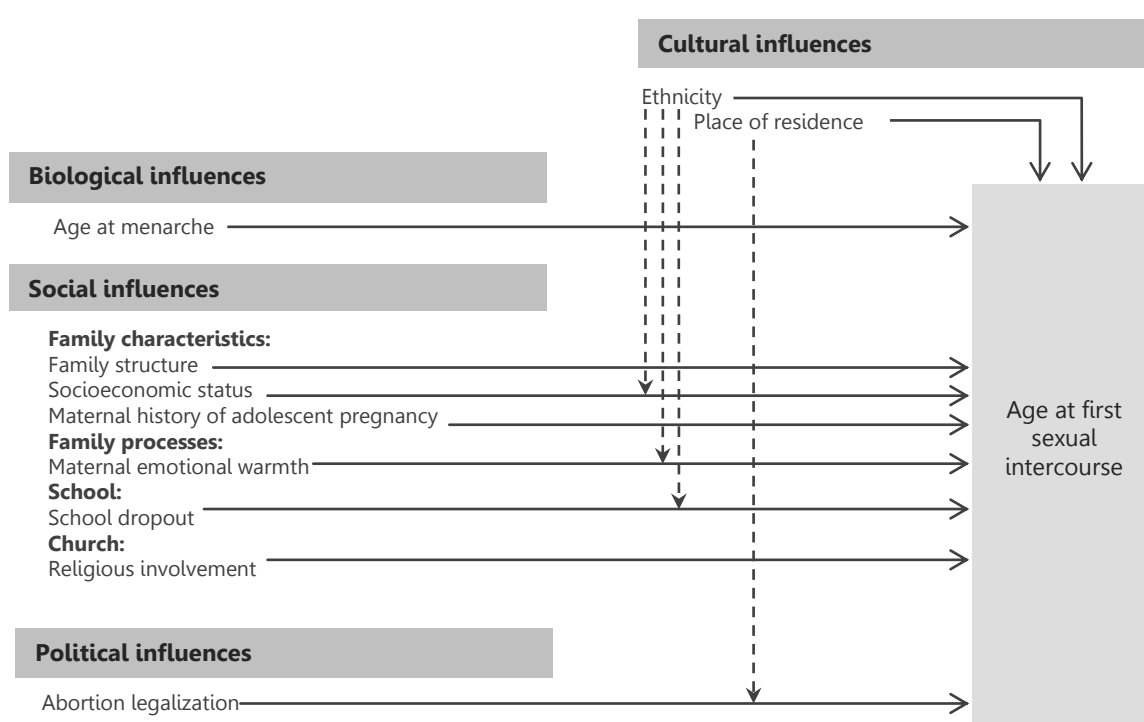 Cultural influences
Ethnicity
Place of residence
Biological influences
Age at menarche
Social influences
Family characteristics:
Family structure
Socioeconomic status
Maternal history of adolescent pregnancy
Family processes:
Maternal emotional warmth
School:
School dropout
Church:
Religious involvement
Age at first
sexual
intercourse
Political influences
Abortion legalization